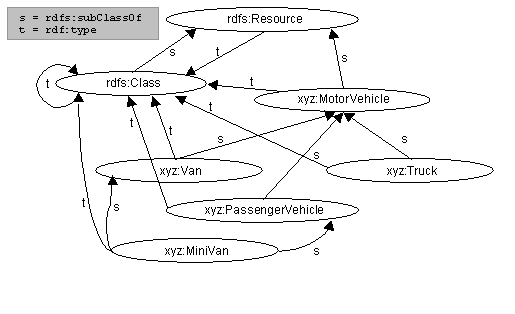 s = rdfs:subClassOf
t = rdf:type
rdfs:Resource
s
t
s
rdfs:Class
t
t
xyz:MotorVehicle
t
t
t
s
s
s
xyz:Van
xyz:Truck
t
s
xyz:PassengerVehicle
xyz:MiniVan
s